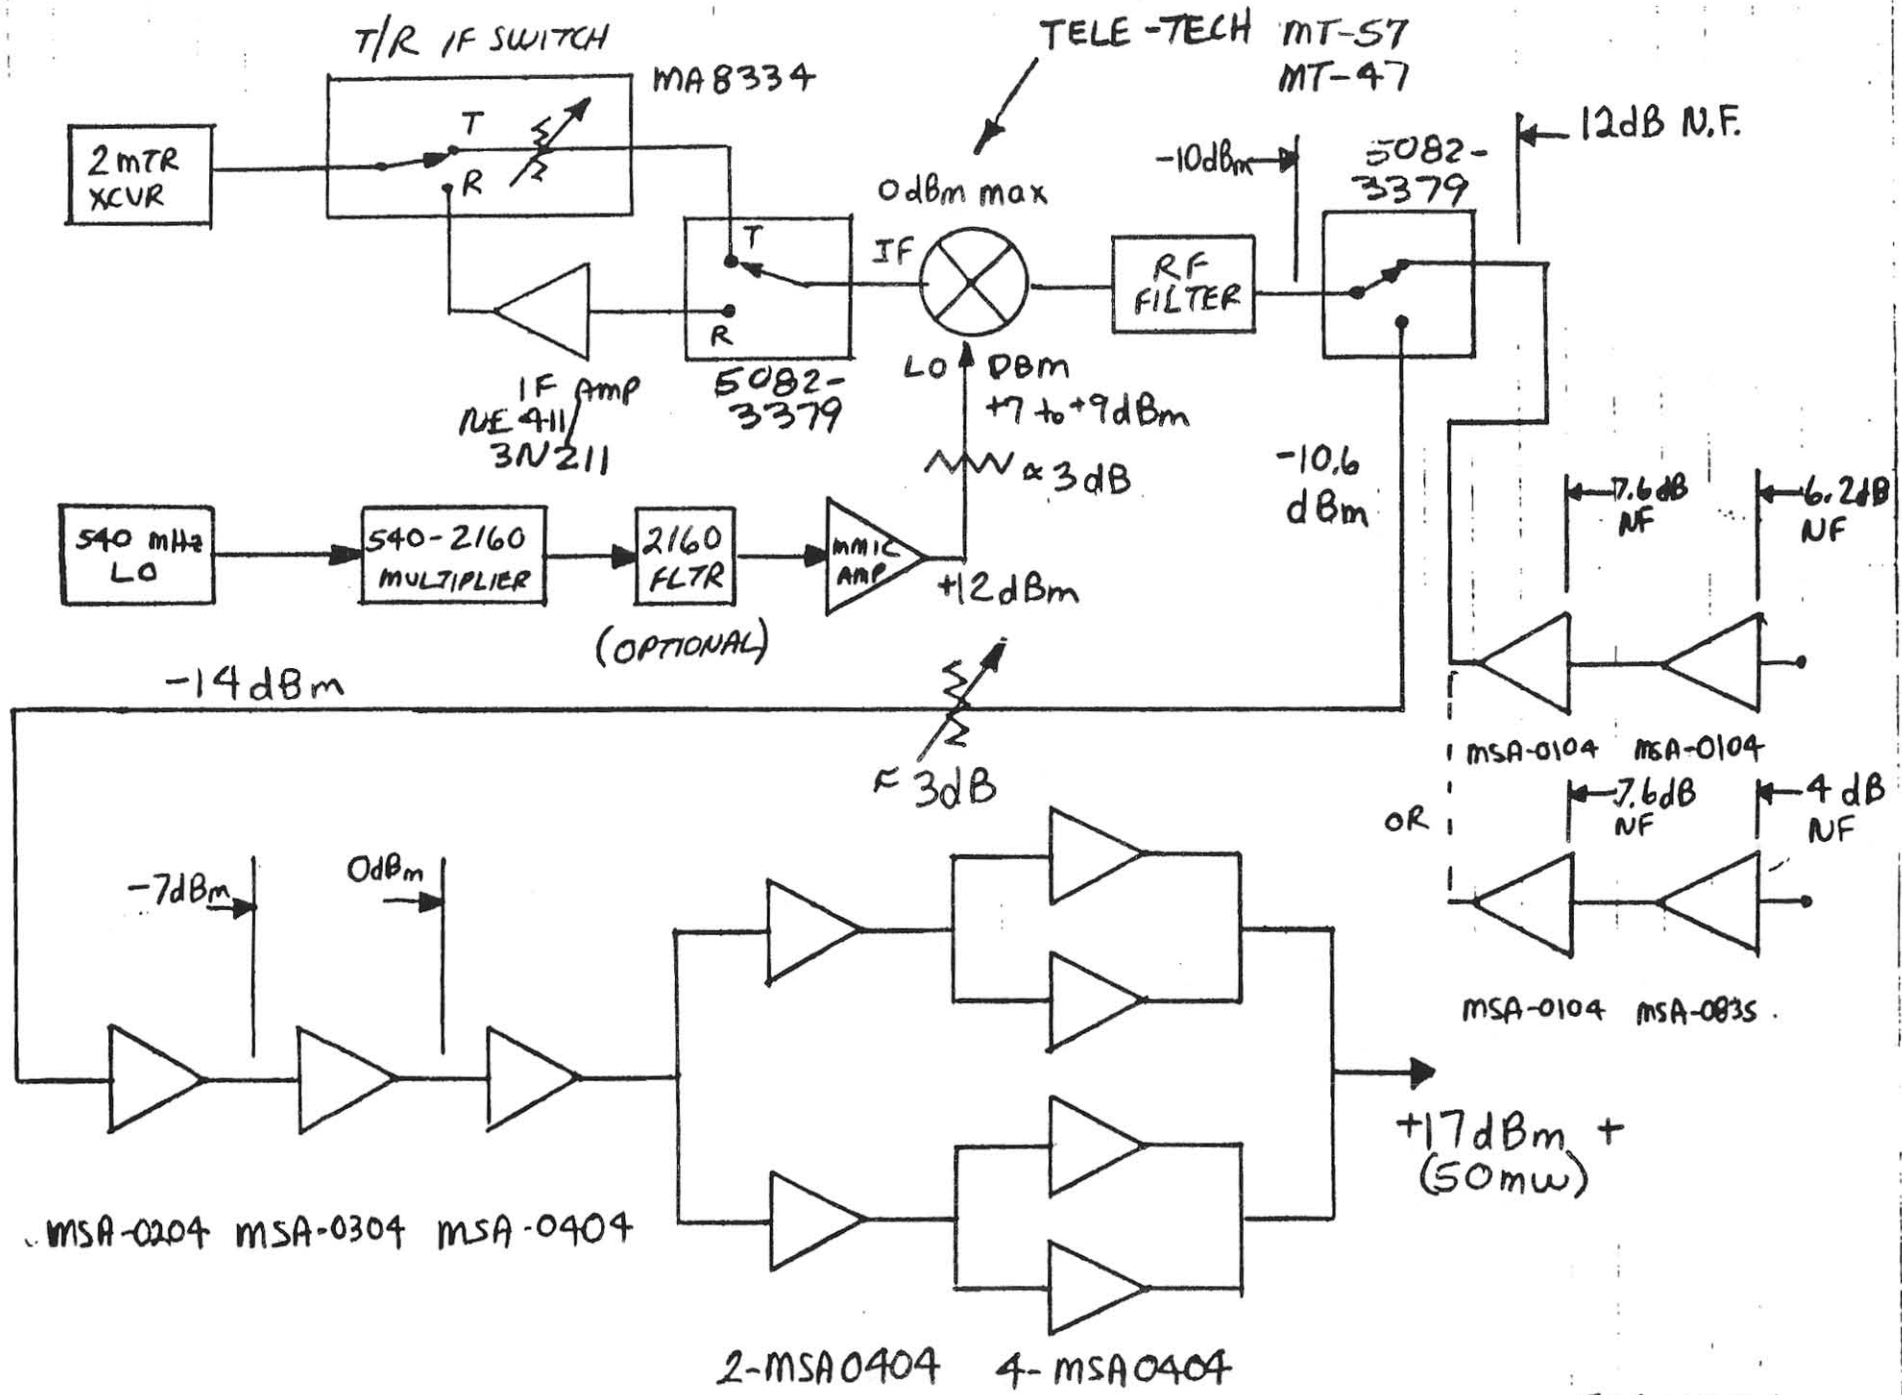 T/R IF SWITCH
MA8334
TELE-TECH MT-57
MT-47
2 MTR
XCVR
T
R
0dBm max
-10dBm
5082-
3379
12dB N.F.
T
R
IF
RF
FILTER
LO
DBm
+7 to +9dBm
IF AMP
NE411/
3N211
5082-
3379
≈ 3dB
-10.6
dBm
7.6dB
NF
6.2dB
NF
540 MHz
LO
540-2160
MULTIPLIER
2160
FLTR
(OPTIONAL)
MMIC
AMP
+12dBm
-14dBm
≈ 3dB
MSA-0104
MSA-0104
OR
7.6dB
NF
4 dB
NF
MSA-0104
MSA-0835
-7dBm
0dBm
+17dBm +
(50mw)
MSA-0204
MSA-0304
MSA-0404
2-MSA0404
4-MSA0404